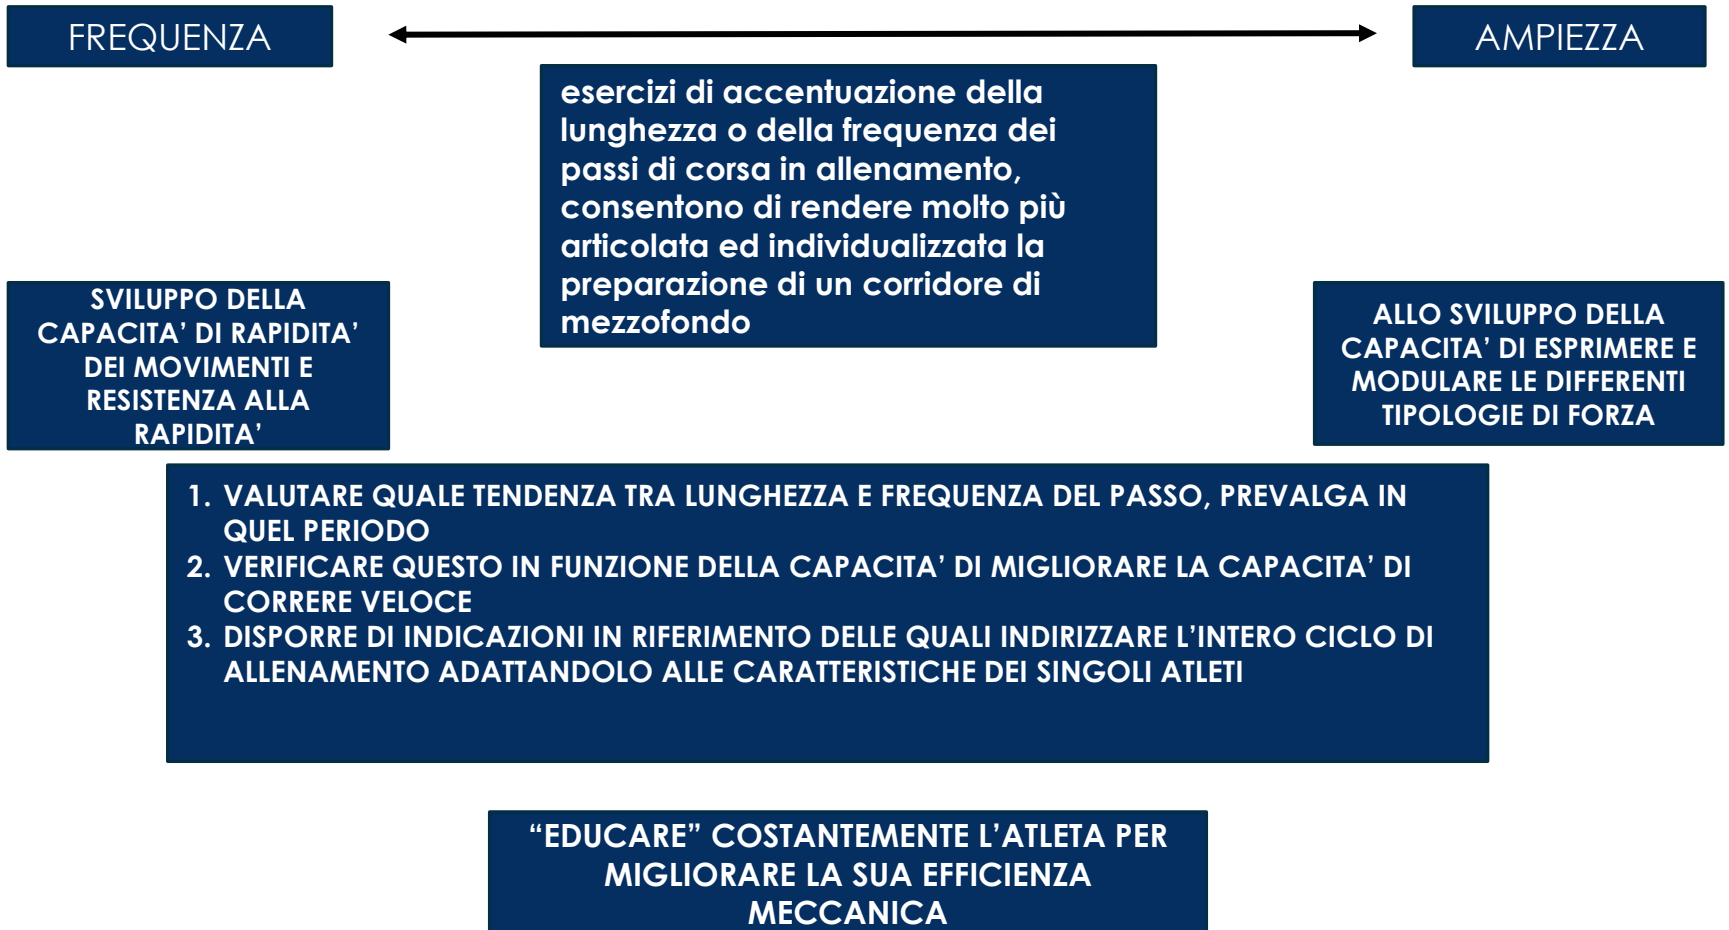 FREQUENZA
AMPIEZZA
esercizi di accentuazione della
lunghezza o della frequenza dei
passi di corsa in allenamento,
consentono di rendere molto più
articolata ed individualizzata la
preparazione di un corridore di
mezzofondo
SVILUPPO DELLA
CAPACITA’ DI RAPIDITA’
DEI MOVIMENTI E
RESISTENZA ALLA
RAPIDITA’
ALLO SVILUPPO DELLA
CAPACITA’ DI ESPRIMERE E
MODULARE LE DIFFERENTI
TIPOLOGIE DI FORZA
1. VALUTARE QUALE TENDENZA TRA LUNGHEZZA E FREQUENZA DEL PASSO, PREVALGA IN
QUEL PERIODO
2. VERIFICARE QUESTO IN FUNZIONE DELLA CAPACITA’ DI MIGLIORARE LA CAPACITA’ DI
CORRERE VELOCE
3. DISPORRE DI INDICAZIONI IN RIFERIMENTO DELLE QUALI INDIRIZZARE L’INTERO CICLO DI
ALLENAMENTO ADATTANDOLO ALLE CARATTERISTICHE DEI SINGOLI ATLETI
“EDUCARE” COSTANTEMENTE L’ATLETA PER
MIGLIORARE LA SUA EFFICIENZA
MECCANICA